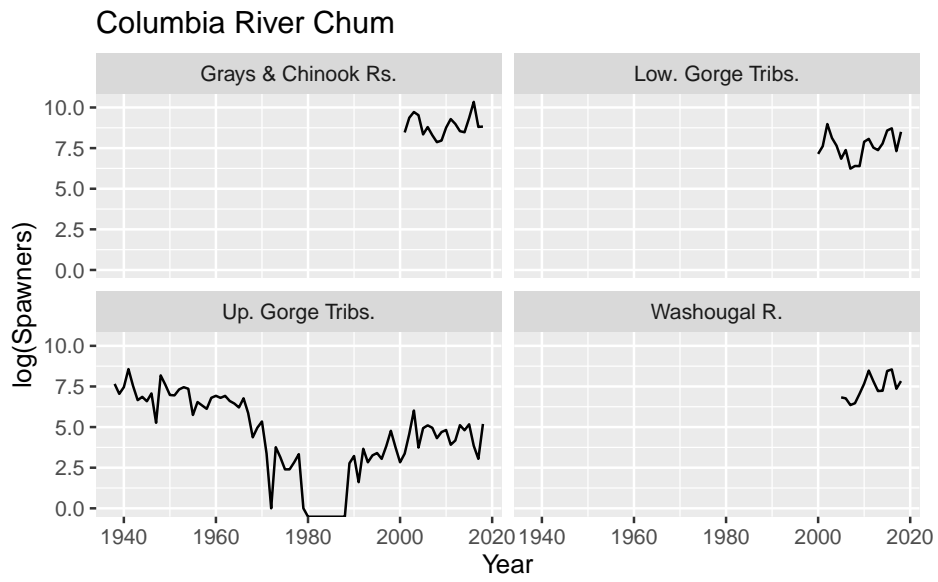 Columbia River Chum
Grays & Chinook Rs.
Low. Gorge Tribs.
10.0
7.5
5.0
2.5
0.0
Up. Gorge Tribs.
Washougal R.
10.0
7.5
5.0
2.5
0.0
log(Spawners)
1940 1960 1980 2000 2020 1940 1960 1980 2000 2020
Year